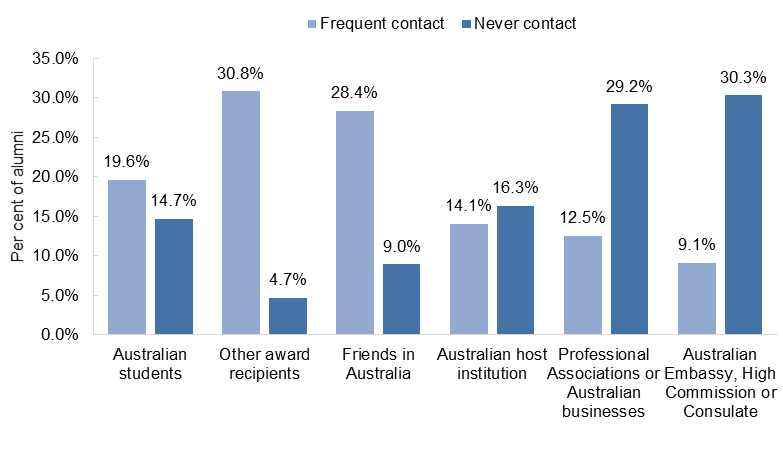 Frequent contact Never contact
35.0%
30.0%
25.0%
20.0%
15.0%
10.0%
5.0%
0.0%
Per cent of alumni
19.6%
14.7%
30.8%
4.7%
28.4%
9.0%
14.1%
16.3%
12.5%
29.2%
9.1%
30.3%
Australian
students
Other award
recipients
Friends in
Australia
Australian host
institution
Professional
Associations or
Australian
businesses
Australian
Embassy, High
Commission or
Consulate